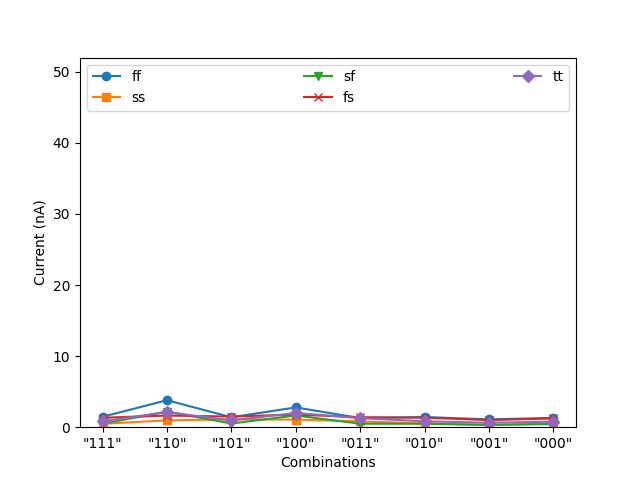 50
40
30
20
10
0
Current (nA)
ff
ss
sf
fs
tt
"111" "110" "101" "100" "011" "010" "001" "000"
Combinations